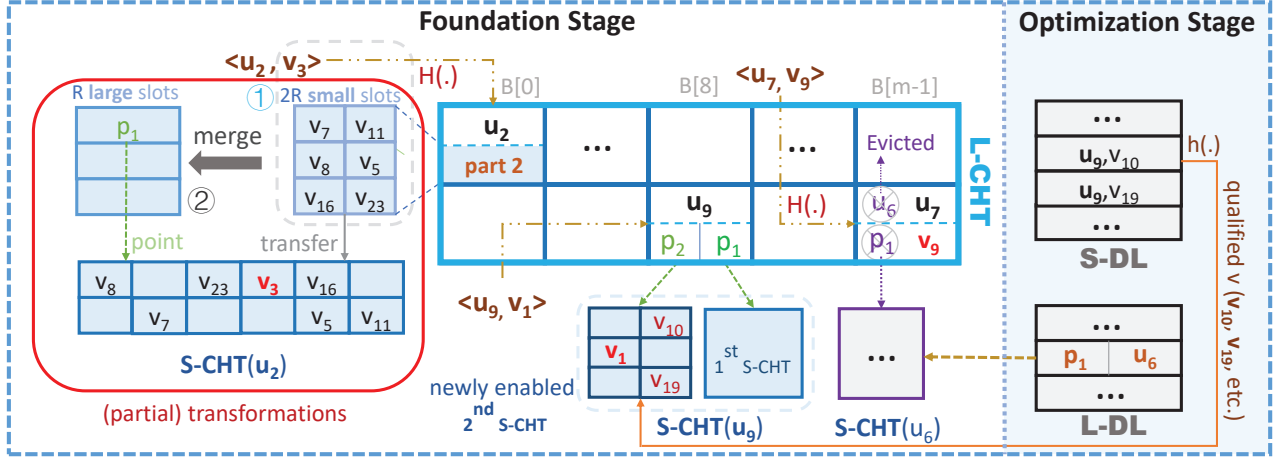 Foundation Stage
Optimization Stage
<u₂, v₃>
H(.)
B[0]
B[8]
<u₇, v₉>
B[m-1]
R large slots
① 2R small slots
p₁
merge
②
v₇ v₁₁
v₈ v₅
v₁₆ v₂₃
point
transfer
v₈ v₂₃ v₃ v₁₆
v₇ v₅ v₁₁
S-CHT(u₂)
(partial) transformations
u₂
part 2
...
...
Evicted
L-CHT
u₉
p₂ p₁
H(.)
u₆ u₇
p₁ v₉
<u₉, v₁>
v₁₀
v₁
v₁₉
1st S-CHT
...
newly enabled
2nd S-CHT
S-CHT(u₉)
S-CHT(u₆)
...
u₉,v₁₀
u₉,v₁₉
...
S-DL
h(.)
qualified v (v₁₀, v₁₉, etc.)
...
p₁ u₆
...
L-DL